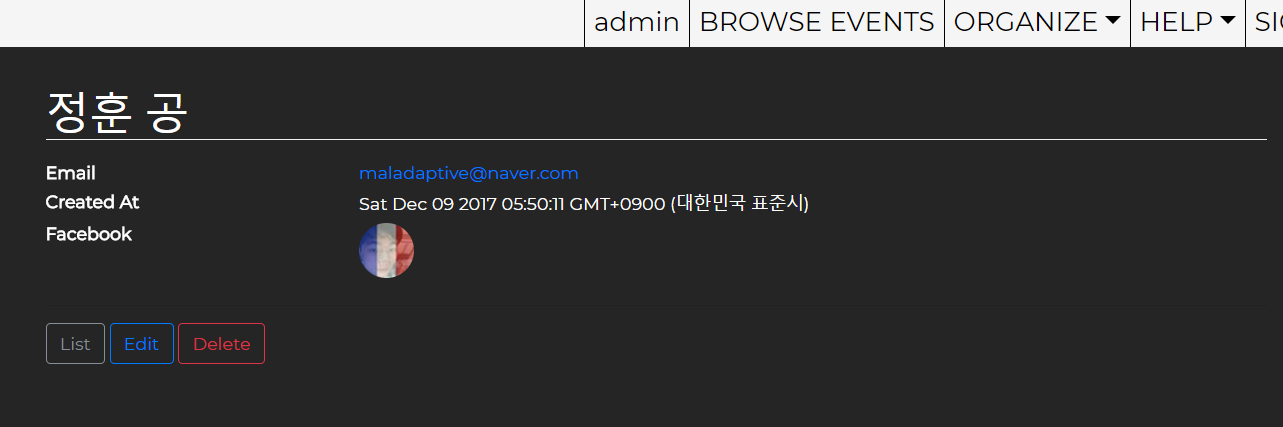 admin BROWSE EVENTS ORGANIZE HELP
정훈 공
Email maladaptive@naver.com
Created At Sat Dec 09 2017 05:50:11 GMT+0900 (대한민국 표준시)
Facebook
List Edit Delete